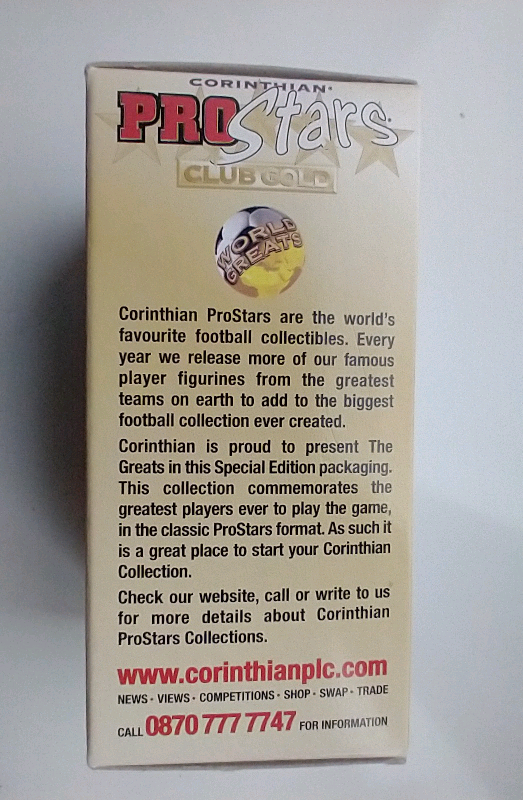 CORINTHIAN
PROStars
CLUB GOLD
WORLD
GREATS
Corinthian ProStars are the world's
favourite football collectibles. Every
year we release more of our famous
player figurines from the greatest
teams on earth to add to the biggest
football collection ever created.
Corinthian is proud to present The
Greats in this Special Edition packaging.
This collection commemorates the
greatest players ever to play the game,
in the classic ProStars format. As such it
is a great place to start your Corinthian
Collection.
Check our website, call or write to us
for more details about Corinthian
ProStars Collections.
www.corinthianplc.com
NEWS • VIEWS • COMPETITIONS • SHOP • SWAP • TRADE
CALL 0870 777 7747 FOR INFORMATION